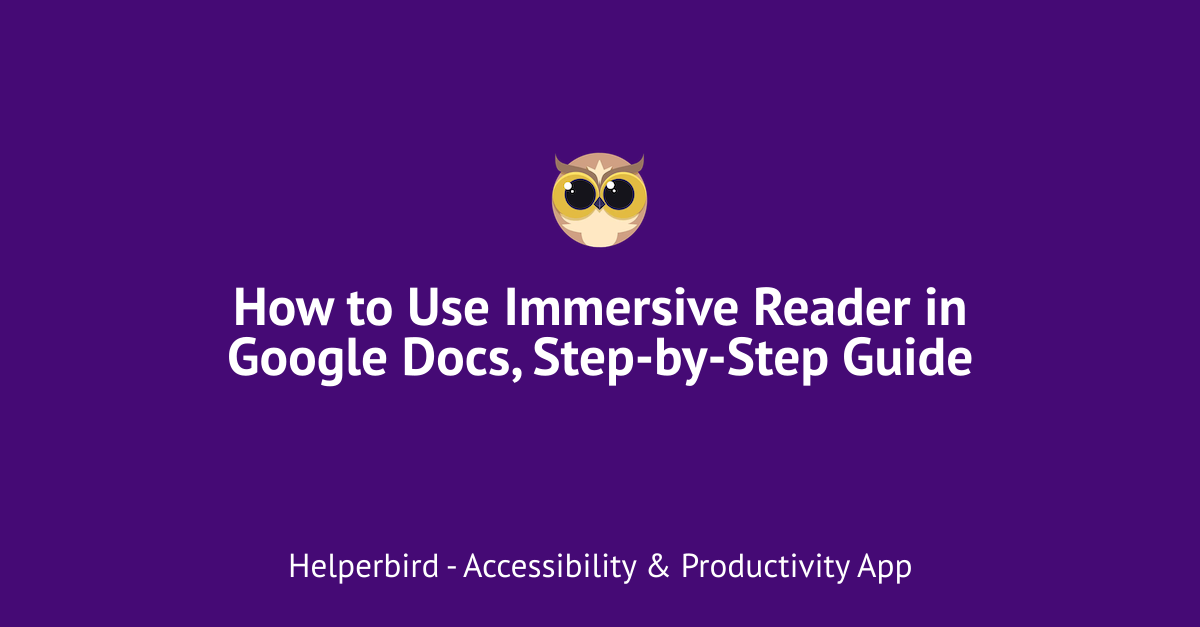 How to Use Immersive Reader in
Google Docs, Step-by-Step Guide
Helperbird - Accessibility & Productivity App